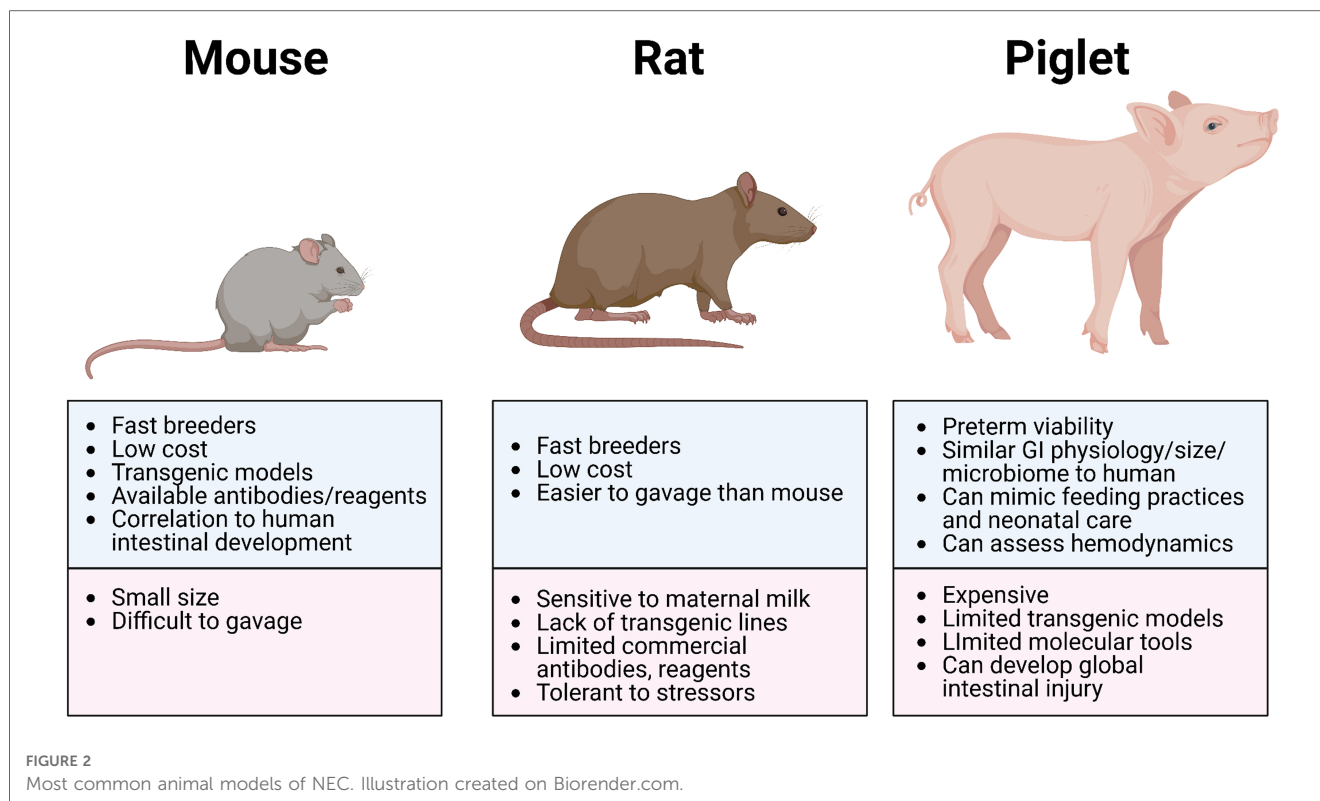 Mouse
Rat
Piglet
• Fast breeders
• Low cost
• Transgenic models
• Available antibodies/reagents
• Correlation to human
intestinal development
• Small size
• Difficult to gavage
• Fast breeders
• Low cost
• Easier to gavage than mouse
• Sensitive to maternal milk
• Lack of transgenic lines
• Limited commercial
antibodies, reagents
• Tolerant to stressors
• Preterm viability
• Similar GI physiology/size/
microbiome to human
• Can mimic feeding practices
and neonatal care
• Can assess hemodynamics
• Expensive
• Limited transgenic models
• LImited molecular tools
• Can develop global
intestinal injury
FIGURE 2
Most common animal models of NEC. Illustration created on Biorender.com.